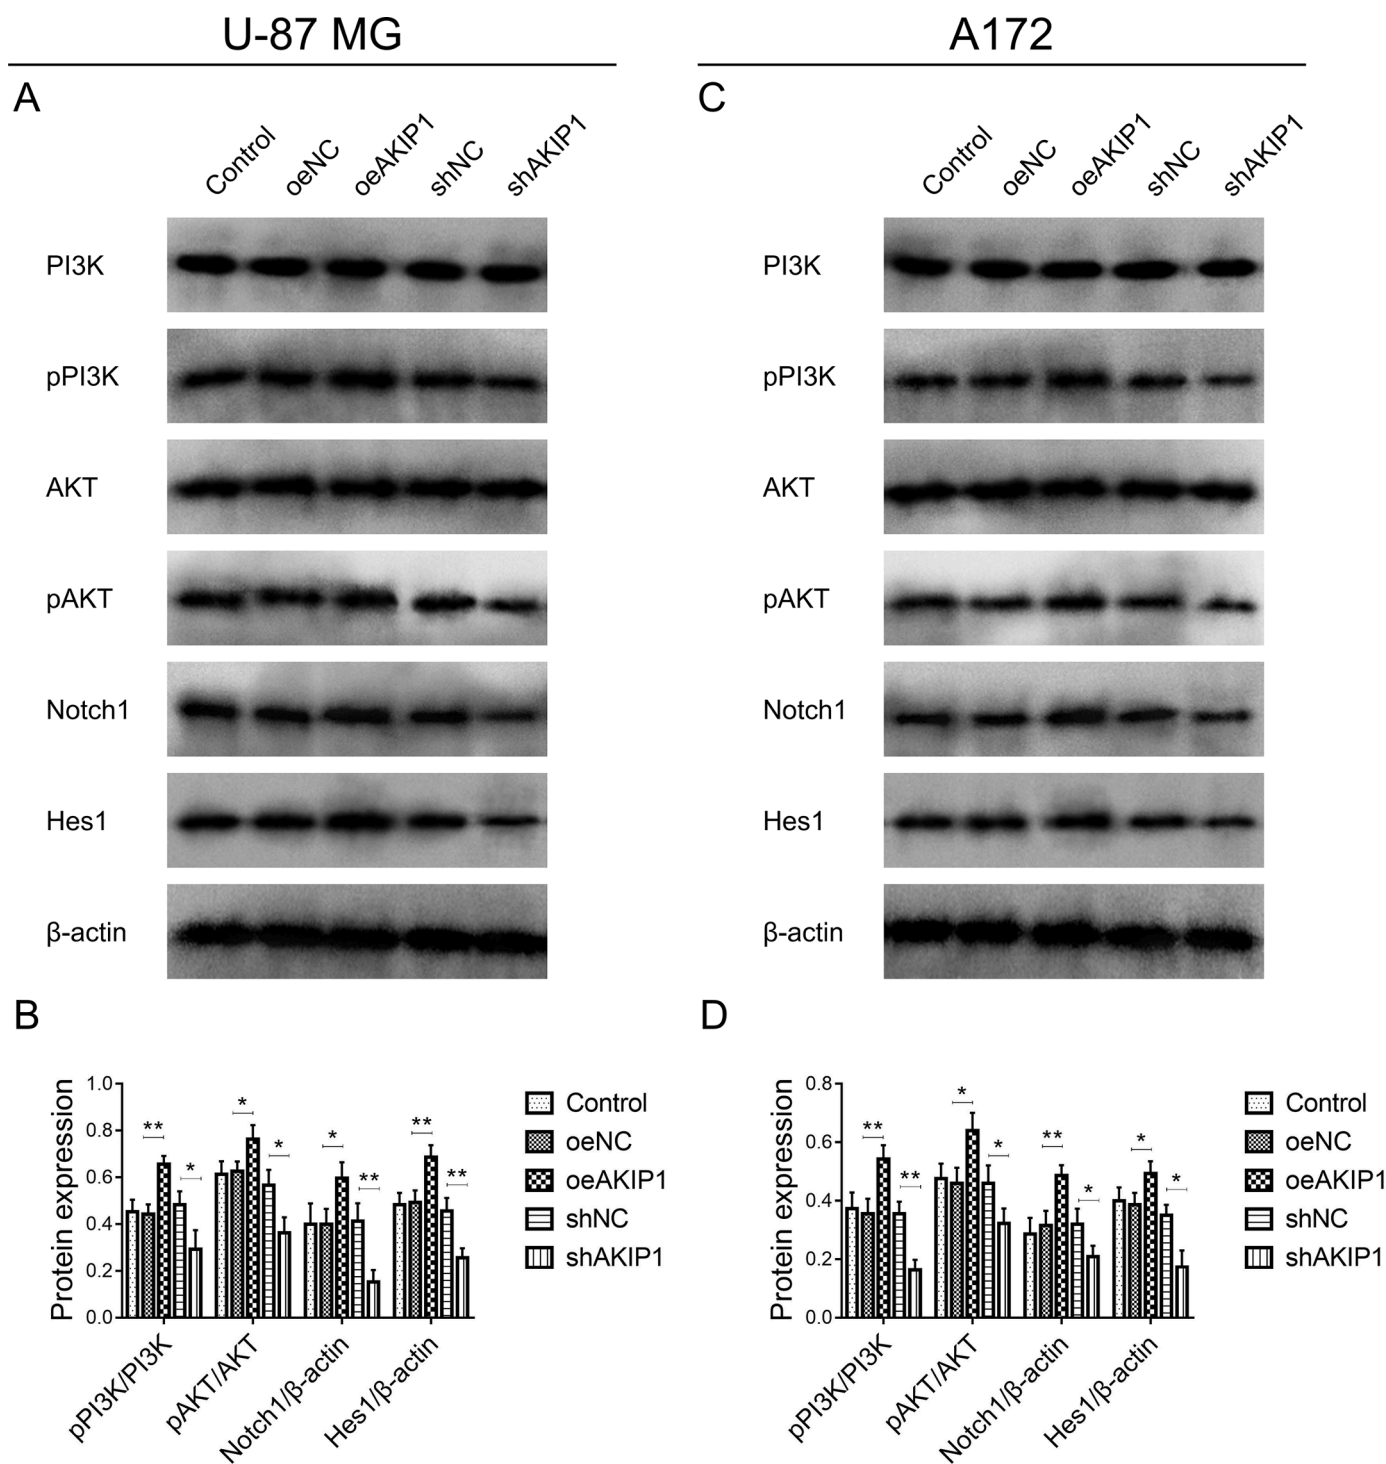 U-87 MG
A172
A
Control
oeNC
oeAKIP1
shNC
shAKIP1
PI3K
pPI3K
AKT
pAKT
Notch1
Hes1
β-actin
C
Control
oeNC
oeAKIP1
shNC
shAKIP1
PI3K
pPI3K
AKT
pAKT
Notch1
Hes1
β-actin
B
Protein expression
1.0
0.8
0.6
0.4
0.2
0.0
** * * * * ** ** **
pPI3K/PI3K
pAKT/AKT
Notch1/β-actin
Hes1/β-actin
Control
oeNC
oeAKIP1
shNC
shAKIP1
D
Protein expression
0.8
0.6
0.4
0.2
0.0
** ** * * ** * * *
pPI3K/PI3K
pAKT/AKT
Notch1/β-actin
Hes1/β-actin
Control
oeNC
oeAKIP1
shNC
shAKIP1